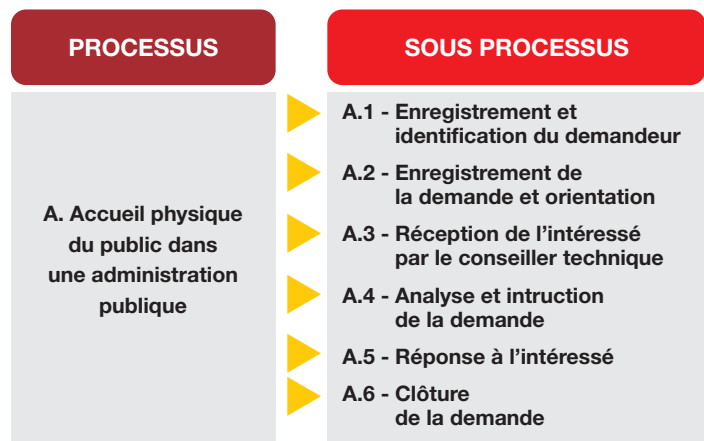 PROCESSUS
SOUS PROCESSUS
A. Accueil physique
du public dans
une administration
publique
A.1 - Enregistrement et
identification du demandeur
A.2 - Enregistrement de
la demande et orientation
A.3 - Réception de l’intéressé
par le conseiller technique
A.4 - Analyse et intruction
de la demande
A.5 - Réponse à l’intéressé
A.6 - Clôture
de la demande